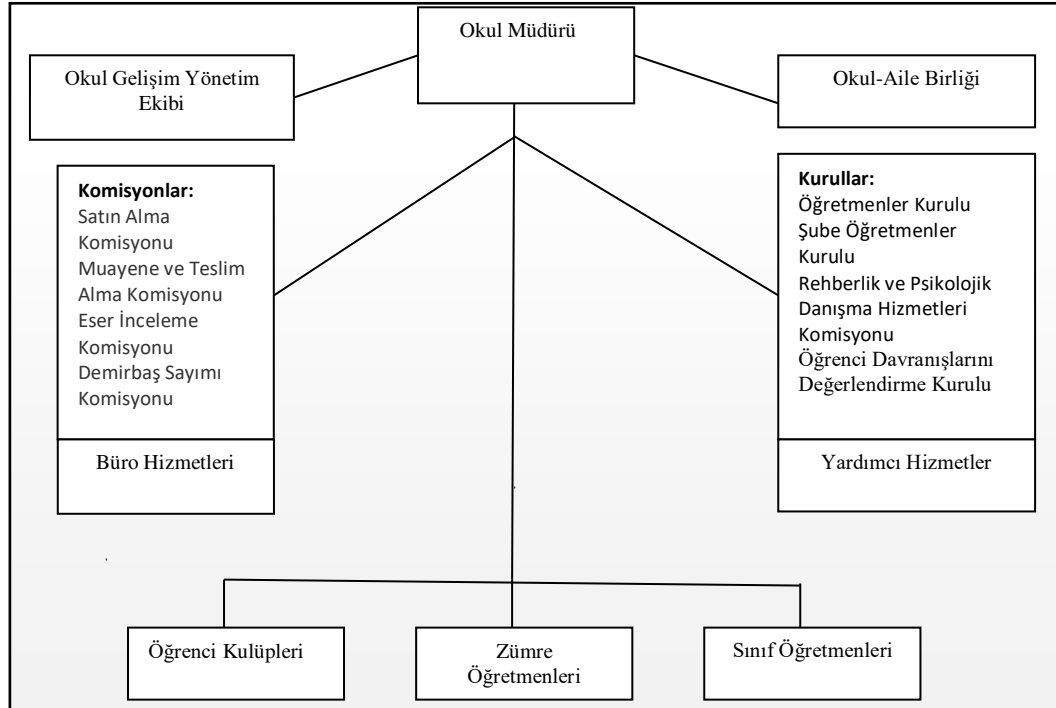 Okul Müdürü
Okul Gelişim Yönetim
Ekibi
Okul-Aile Birliği
Komisyonlar:
Satın Alma
Komisyonu
Muayene ve Teslim
Alma Komisyonu
Eser İnceleme
Komisyonu
Demirbaş Sayımı
Komisyonu
Büro Hizmetleri
Kurullar:
Öğretmenler Kurulu
Şube Öğretmenler
Kurulu
Rehberlik ve Psikolojik
Danışma Hizmetleri
Komisyonu
Öğrenci Davranışlarını
Değerlendirme Kurulu
Yardımcı Hizmetler
Öğrenci Kulüpleri
Zümre
Öğretmenleri
Sınıf Öğretmenleri